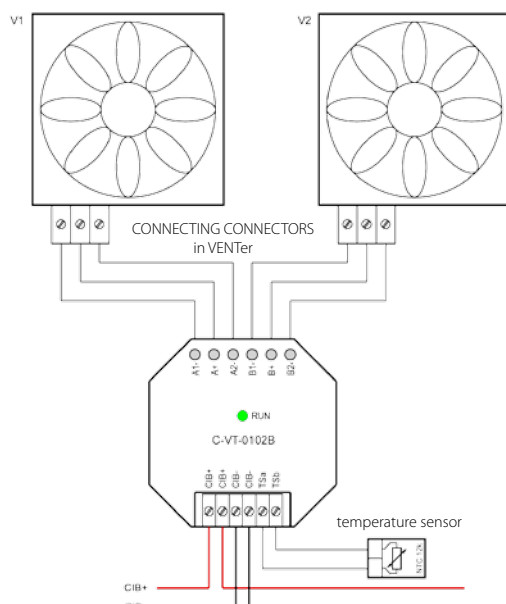 V1
V2
CONNECTING CONNECTORS
in VENTer
A1-
A+
A2-
B1-
B+
B2-
RUN
C-VT-0102B
CIB+
CIB+
CIB-
CIB-
TSa
TSb
temperature sensor
NTC 12k
CIB+